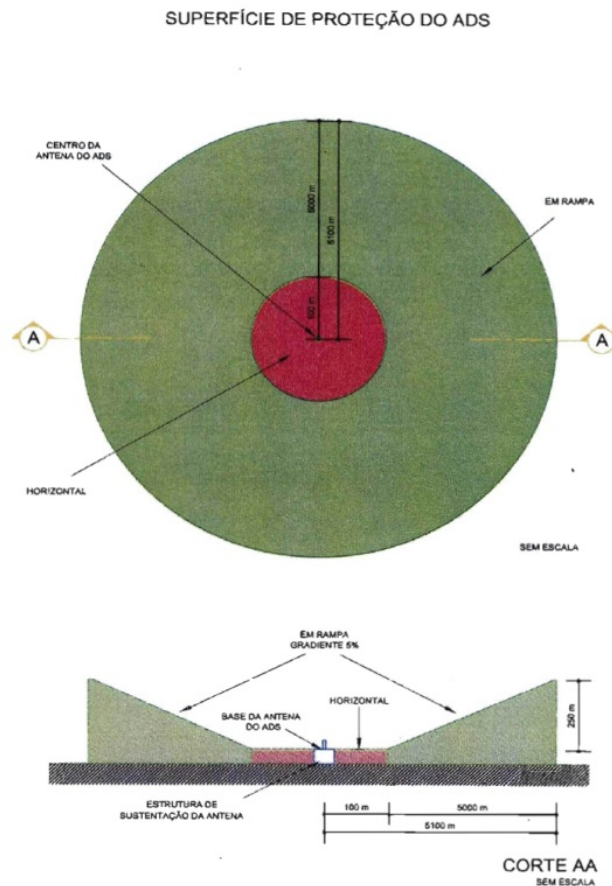 SUPERFÍCIE DE PROTEÇÃO DO ADS
CENTRO DA
ANTENA DO ADS
5000 m
5100 m
EM RAMPA
100 m
A
A
HORIZONTAL
SEM ESCALA
EM RAMPA
GRADIENTE 5%
BASE DA ANTENA
DO ADS
HORIZONTAL
250 m
ESTRUTURA DE
SUSTENTAÇÃO DA ANTENA
100 m
5000 m
5100 m
CORTE AA
SEM ESCALA